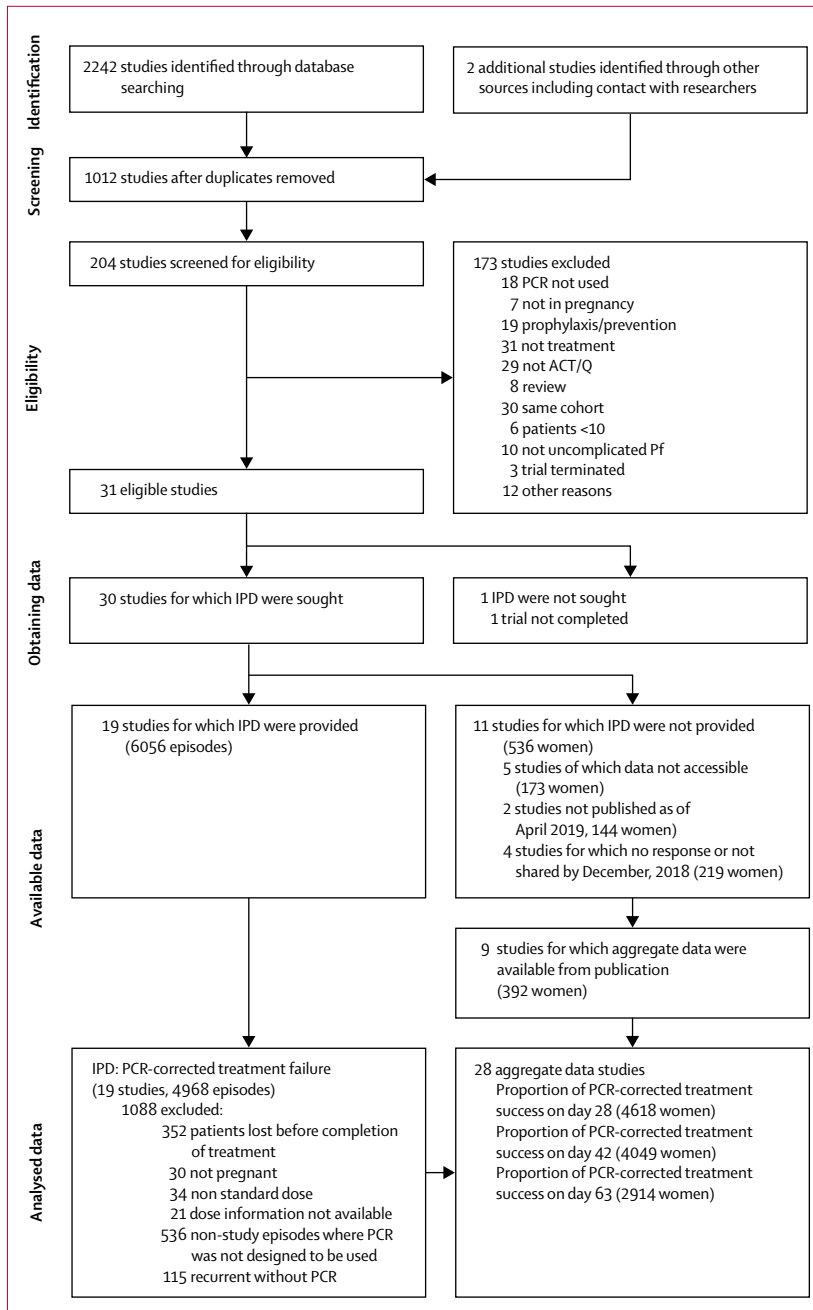 Identification
2242 studies identified through database
searching
2 additional studies identified through other
sources including contact with researchers
Screening
1012 studies after duplicates removed
Eligibility
204 studies screened for eligibility
173 studies excluded
18 PCR not used
7 not in pregnancy
19 prophylaxis/prevention
31 not treatment
29 not ACT/Q
8 review
30 same cohort
6 patients <10
10 not uncomplicated Pf
3 trial terminated
12 other reasons
31 eligible studies
Obtaining data
30 studies for which IPD were sought
1 IPD were not sought
1 trial not completed
Available data
19 studies for which IPD were provided
(6056 episodes)
11 studies for which IPD were not provided
(536 women)
5 studies of which data not accessible
(173 women)
2 studies not published as of
April 2019, 144 women)
4 studies for which no response or not
shared by December, 2018 (219 women)
9 studies for which aggregate data were
available from publication
(392 women)
Analysed data
IPD: PCR-corrected treatment failure
(19 studies, 4968 episodes)
1088 excluded:
352 patients lost before completion
of treatment
30 not pregnant
34 non standard dose
21 dose information not available
536 non-study episodes where PCR
was not designed to be used
115 recurrent without PCR
28 aggregate data studies
Proportion of PCR-corrected treatment
success on day 28 (4618 women)
Proportion of PCR-corrected treatment
success on day 42 (4049 women)
Proportion of PCR-corrected treatment
success on day 63 (2914 women)